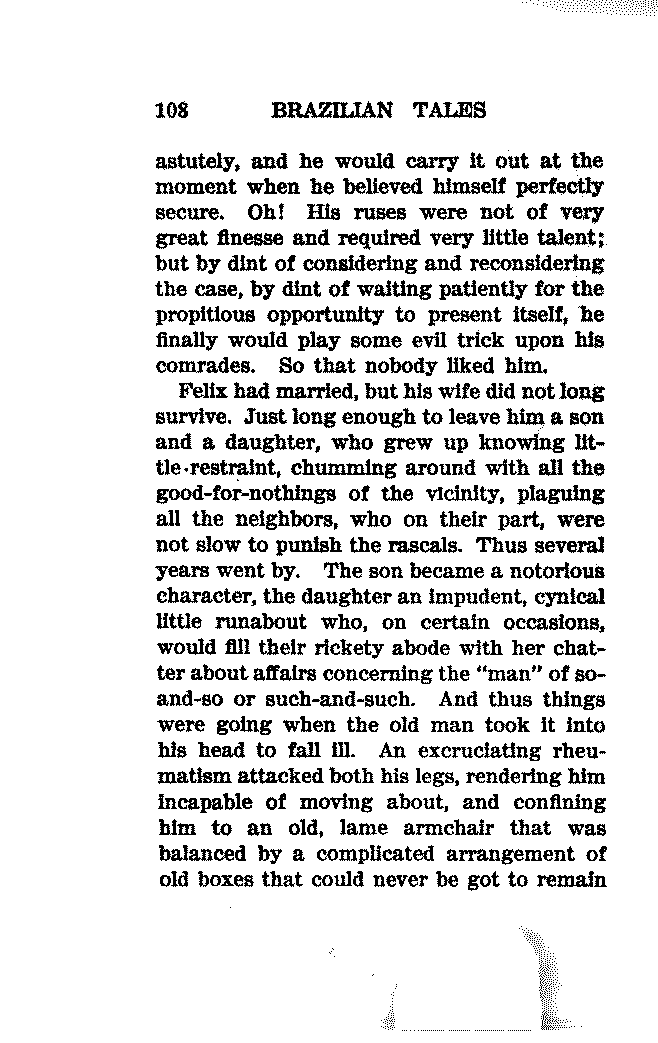 108 BRAZILIAN TALES
astutely, and he would carry it out at the
moment when he believed himself perfectly
secure. Oh! His ruses were not of very
great finesse and required very little talent;
but by dint of considering and reconsidering
the case, by dint of waiting patiently for the
propitious opportunity to present itself, he
finally would play some evil trick upon his
comrades. So that nobody liked him.
Felix had married, but his wife did not long
survive. Just long enough to leave him a son
and a daughter, who grew up knowing lit-
tle restraint, chumming around with all the
good-for-nothings of the vicinity, plaguing
all the neighbors, who on their part, were
not slow to punish the rascals. Thus several
years went by. The son became a notorious
character, the daughter an impudent, cynical
little runabout who, on certain occasions,
would fill their rickety abode with her chat-
ter about affairs concerning the "man" of so-
and-so or such-and-such. And thus things
were going when the old man took it into
his head to fall ill. An excruciating rheu-
matism attacked both his legs, rendering him
incapable of moving about, and confining
him to an old, lame armchair that was
balanced by a complicated arrangement of
old boxes that could never be got to remain